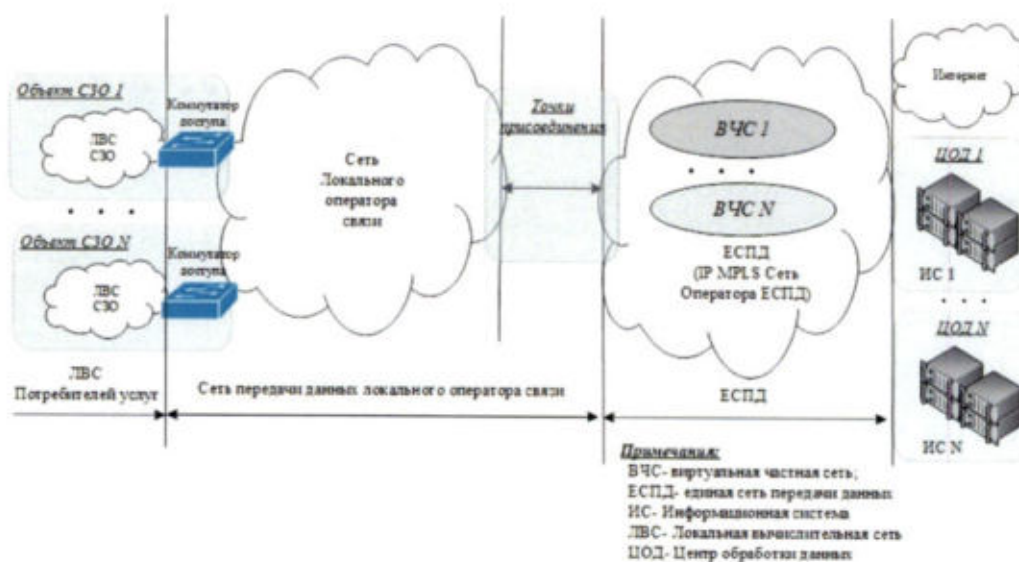 Объект СЗО 1
Коммутатор
доступа
ЛВС
СЗО
Объект СЗО N
Коммутатор
доступа
ЛВС
СЗО
Сеть
Локального
оператора
связи
Точки
присоединения
ВЧС 1
ВЧС N
ЕСПД
(IP MPLS Сеть
Оператора ЕСПД)
Интернет
ЦОД 1
ИС 1
ЦОД N
ИС N
ЛВС
Потребителей услуг
Сеть передачи данных локального оператора связи
ЕСПД
Примечания:
ВЧС- виртуальная частная сеть;
ЕСПД- единая сеть передачи данных
ИС- Информационная система
ЛВС- Локальная вычислительная сеть
ЦОД- Центр обработки данных